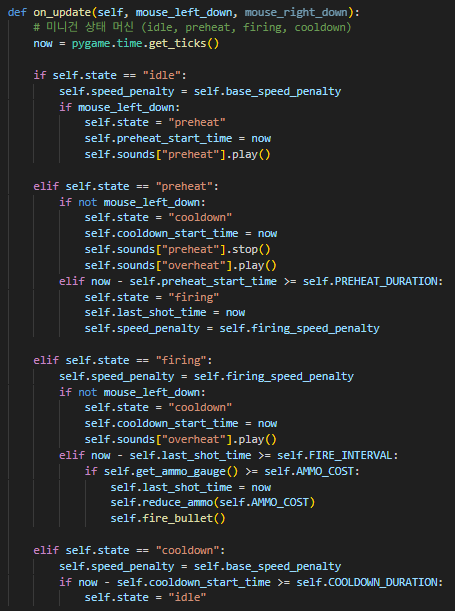 def on_update(self, mouse_left_down, mouse_right_down):
    # 미니건 상태 머신 (idle, preheat, firing, cooldown)
    now = pygame.time.get_ticks()

    if self.state == "idle":
        self.speed_penalty = self.base_speed_penalty
        if mouse_left_down:
            self.state = "preheat"
            self.preheat_start_time = now
            self.sounds["preheat"].play()

    elif self.state == "preheat":
        if not mouse_left_down:
            self.state = "cooldown"
            self.cooldown_start_time = now
            self.sounds["preheat"].stop()
            self.sounds["overheat"].play()
        elif now - self.preheat_start_time >= self.PREHEAT_DURATION:
            self.state = "firing"
            self.last_shot_time = now
            self.speed_penalty = self.firing_speed_penalty

    elif self.state == "firing":
        self.speed_penalty = self.firing_speed_penalty
        if not mouse_left_down:
            self.state = "cooldown"
            self.cooldown_start_time = now
            self.sounds["overheat"].play()
        elif now - self.last_shot_time >= self.FIRE_INTERVAL:
            if self.get_ammo_gauge() >= self.AMMO_COST:
                self.last_shot_time = now
                self.reduce_ammo(self.AMMO_COST)
                self.fire_bullet()

    elif self.state == "cooldown":
        self.speed_penalty = self.base_speed_penalty
        if now - self.cooldown_start_time >= self.COOLDOWN_DURATION:
            self.state = "idle"